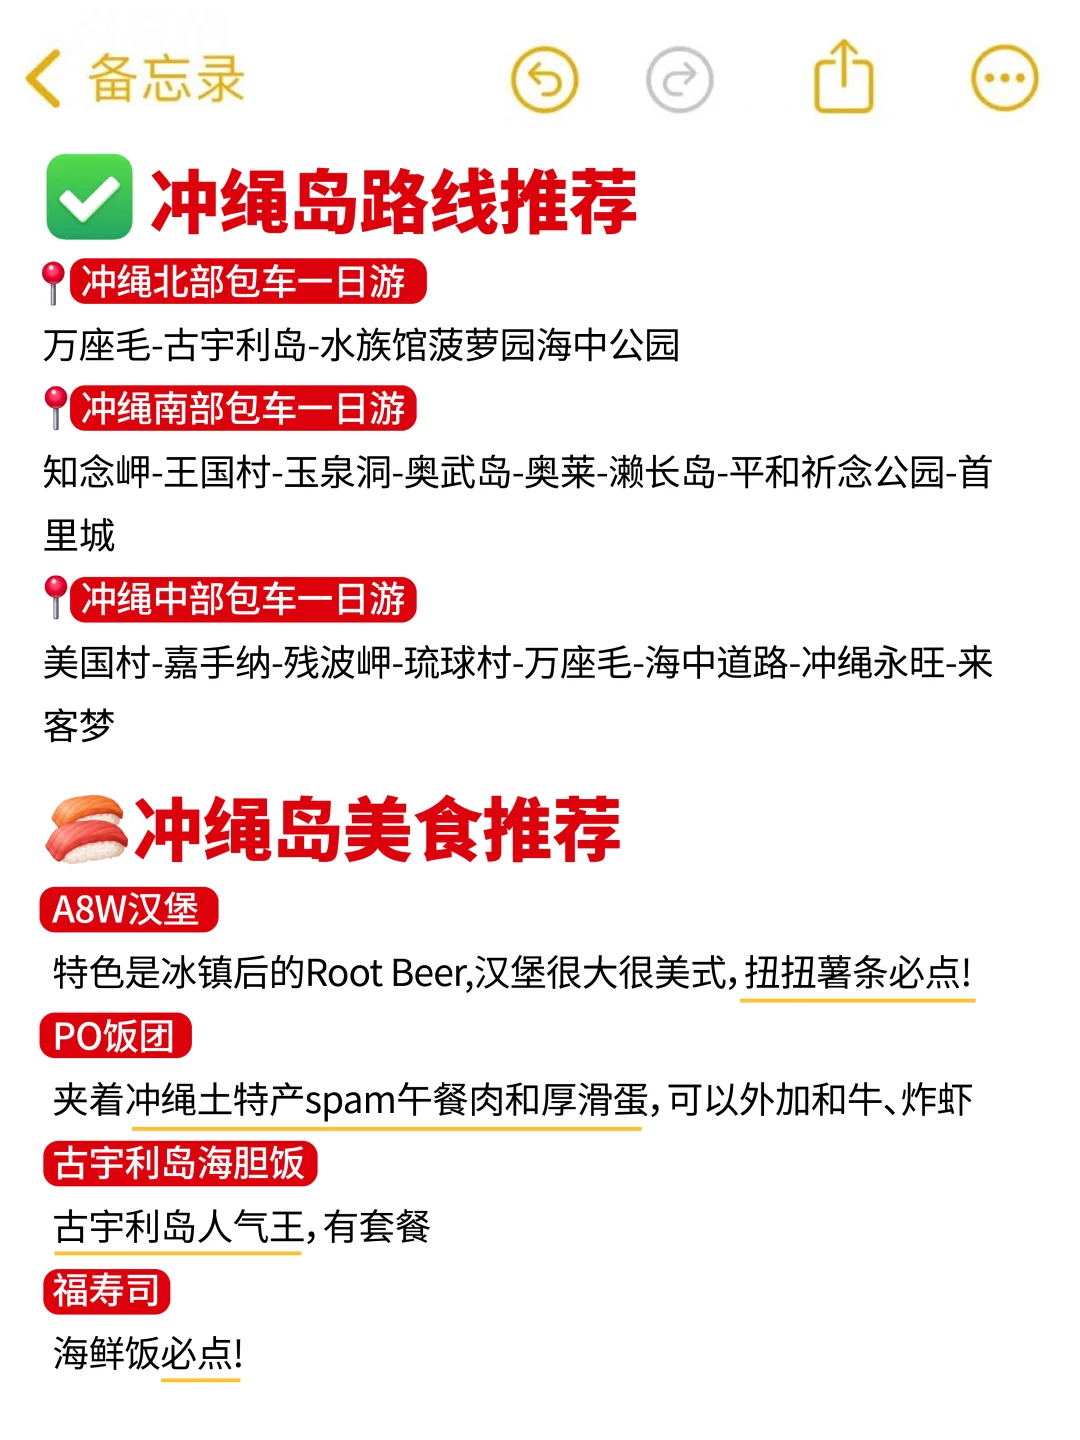 备忘录
冲绳岛路线推荐
冲绳北部包车一日游
万座毛-古宇利岛-水族馆菠萝园海中公园
冲绳南部包车一日游
知念岬-王国村-玉泉洞-奥武岛-奥莱-濑长岛-平和祈念公园-首
里城
冲绳中部包车一日游
美国村-嘉手纳-残波岬-琉球村-万座毛-海中道路-冲绳永旺-来
客梦
冲绳岛美食推荐
A8W汉堡
特色是冰镇后的Root Beer,汉堡很大很美式，扭扭薯条必点!
PO饭团
夹着冲绳土特产spam午餐肉和厚滑蛋，可以外加和牛、炸虾
古宇利岛海胆饭
古宇利岛人气王，有套餐
福寿司
海鲜饭必点!